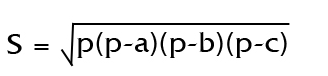 S = √p(p-a)(p-b)(p-c)